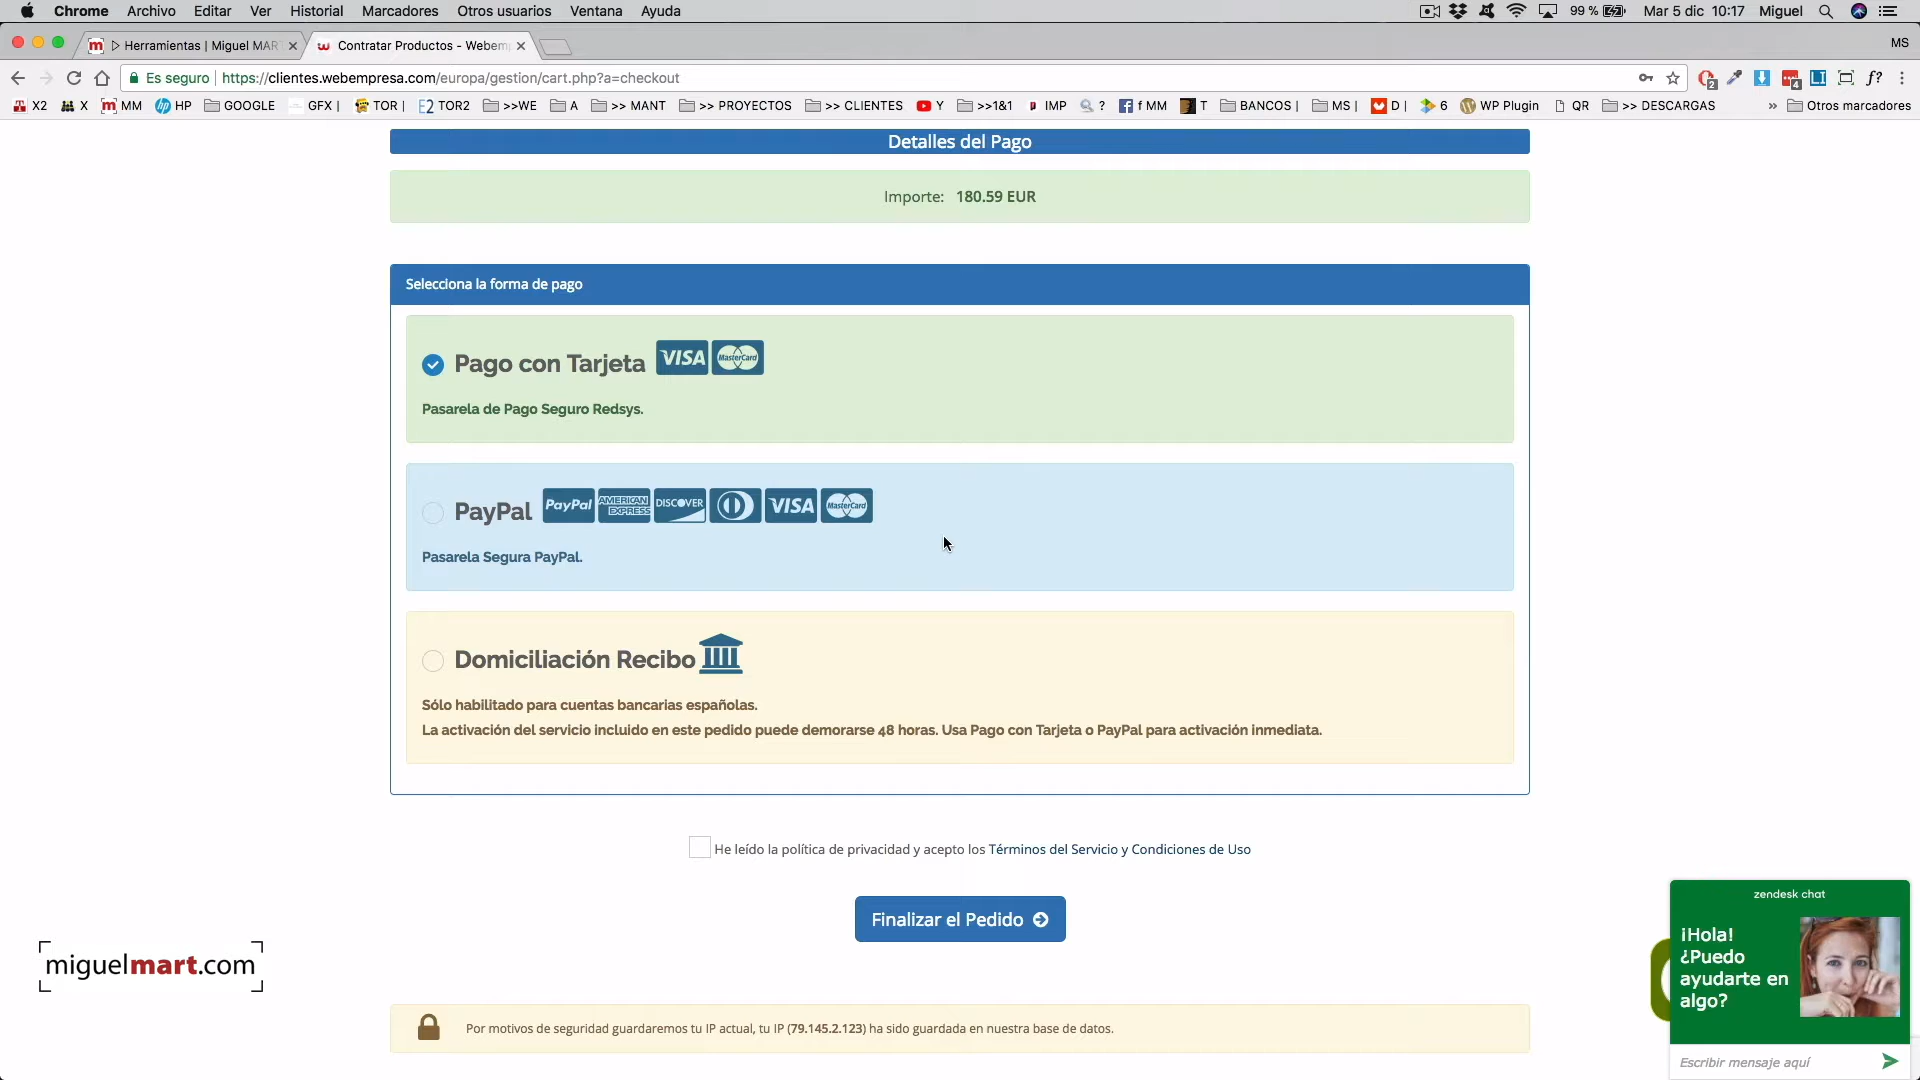 Chrome Archivo Editar Ver Historial Marcadores Otros usuarios Ventana Ayuda 99 % Mar 5 dic 10:17 Miguel
Herramientas | Miguel MAR Contratar Productos - Webem MS
Es seguro https://clientes.webempresa.com/europa/gestion/cart.php?a=checkout
X2 X MM HP GOOGLE GFX | TOR | TOR2 >>WE A >> MANT >> PROYECTOS >> CLIENTES Y >>1&1 IMP ? f MM T BANCOS | MS | D | 6 WP Plugin QR >> DESCARGAS » Otros marcadores
Detalles del Pago
Importe: 180.59 EUR
Selecciona la forma de pago
Pago con Tarjeta VISA MasterCard
Pasarela de Pago Seguro Redsys.
PayPal PayPal AMERICAN EXPRESS DISCOVER VISA MasterCard
Pasarela Segura PayPal.
Domiciliación Recibo
Sólo habilitado para cuentas bancarias españolas.
La activación del servicio incluido en este pedido puede demorarse 48 horas. Usa Pago con Tarjeta o PayPal para activación inmediata.
He leído la política de privacidad y acepto los Términos del Servicio y Condiciones de Uso
Finalizar el Pedido
miguelmart.com
Por motivos de seguridad guardaremos tu IP actual, tu IP (79.145.2.123) ha sido guardada en nuestra base de datos.
zendesk chat
¡Hola!
¿Puedo
ayudarte en
algo?
Escribir mensaje aquí